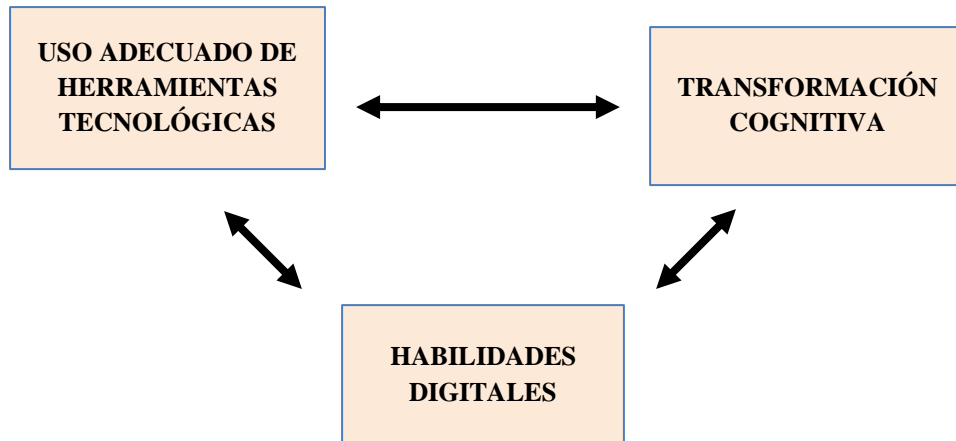 USO ADECUADO DE
HERRAMIENTAS
TECNOLÓGICAS
TRANSFORMACIÓN
COGNITIVA
HABILIDADES
DIGITALES